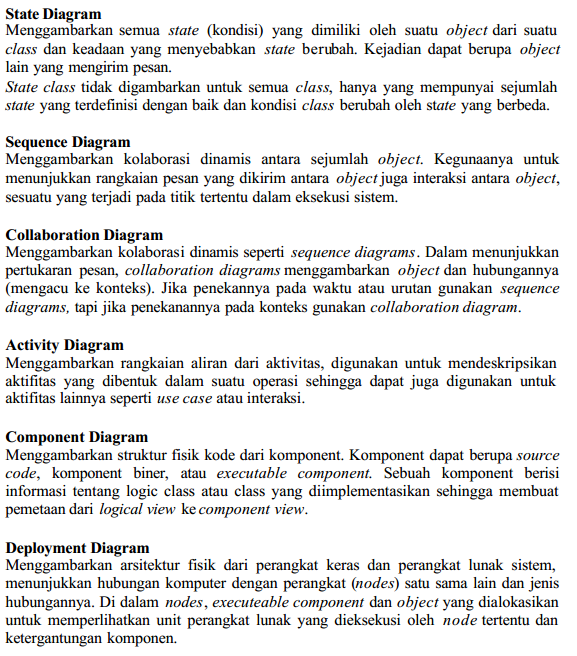 State Diagram
Menggambarkan semua state (kondisi) yang dimiliki oleh suatu object dari suatu
class dan keadaan yang menyebabkan state berubah. Kejadian dapat berupa object
lain yang mengirim pesan.
State class tidak digambarkan untuk semua class, hanya yang mempunyai sejumlah
state yang terdefinisi dengan baik dan kondisi class berubah oleh state yang berbeda.
Sequence Diagram
Menggambarkan kolaborasi dinamis antara sejumlah object. Kegunaanya untuk
menunjukkan rangkaian pesan yang dikirim antara object juga interaksi antara object,
sesuatu yang terjadi pada titik tertentu dalam eksekusi sistem.
Collaboration Diagram
Menggambarkan kolaborasi dinamis seperti sequence diagrams. Dalam menunjukkan
pertukaran pesan, collaboration diagrams menggambarkan object dan hubungannya
(mengacu ke konteks). Jika penekannya pada waktu atau urutan gunakan sequence
diagrams, tapi jika penekanannya pada konteks gunakan collaboration diagram.
Activity Diagram
Menggambarkan rangkaian aliran dari aktivitas, digunakan untuk mendeskripsikan
aktifitas yang dibentuk dalam suatu operasi sehingga dapat juga digunakan untuk
aktifitas lainnya seperti use case atau interaksi.
Component Diagram
Menggambarkan struktur fisik kode dari komponent. Komponent dapat berupa source
code, komponent biner, atau executable component. Sebuah komponent berisi
informasi tentang logic class atau class yang diimplementasikan sehingga membuat
pemetaan dari logical view ke component view.
Deployment Diagram
Menggambarkan arsitektur fisik dari perangkat keras dan perangkat lunak sistem,
menunjukkan hubungan komputer dengan perangkat (nodes) satu sama lain dan jenis
hubungannya. Di dalam nodes, executeable component dan object yang dialokasikan
untuk memperlihatkan unit perangkat lunak yang dieksekusi oleh node tertentu dan
ketergantungan komponen.